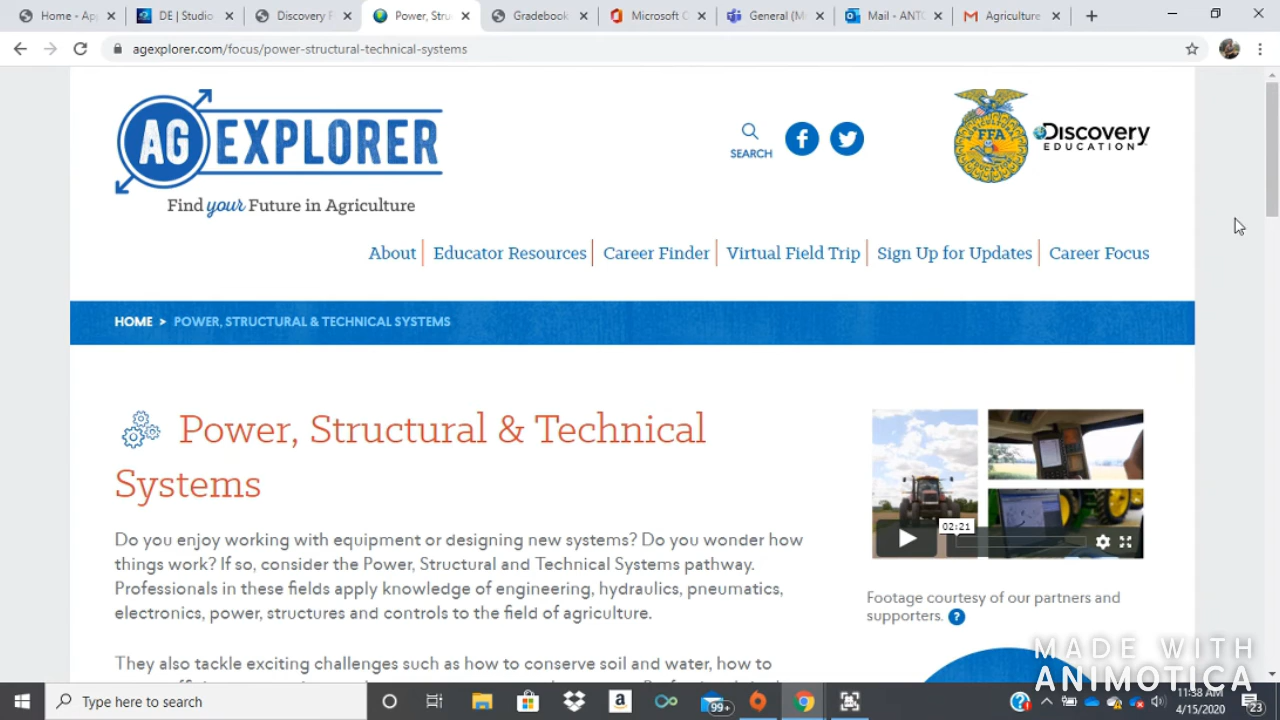 Home - Ap
DE | Studio
Discovery
Power, Stru
Gradebook
Microsoft
General (M
Mail - ANT
Agriculture
agexplorer.com/focus/power-structural-technical-systems
AG EXPLORER
Find your Future in Agriculture
SEARCH
FFA
Discovery
EDUCATION
About
Educator Resources
Career Finder
Virtual Field Trip
Sign Up for Updates
Career Focus
HOME > POWER, STRUCTURAL & TECHNICAL SYSTEMS
Power, Structural & Technical
Systems
Do you enjoy working with equipment or designing new systems? Do you wonder how
things work? If so, consider the Power, Structural and Technical Systems pathway.
Professionals in these fields apply knowledge of engineering, hydraulics, pneumatics,
electronics, power, structures and controls to the field of agriculture.
They also tackle exciting challenges such as how to conserve soil and water, how to
02:21
Footage courtesy of our partners and
supporters. ?
MADE WITH
ANIMOTICA
Type here to search
99+
11:38 AM
4/15/2020
23